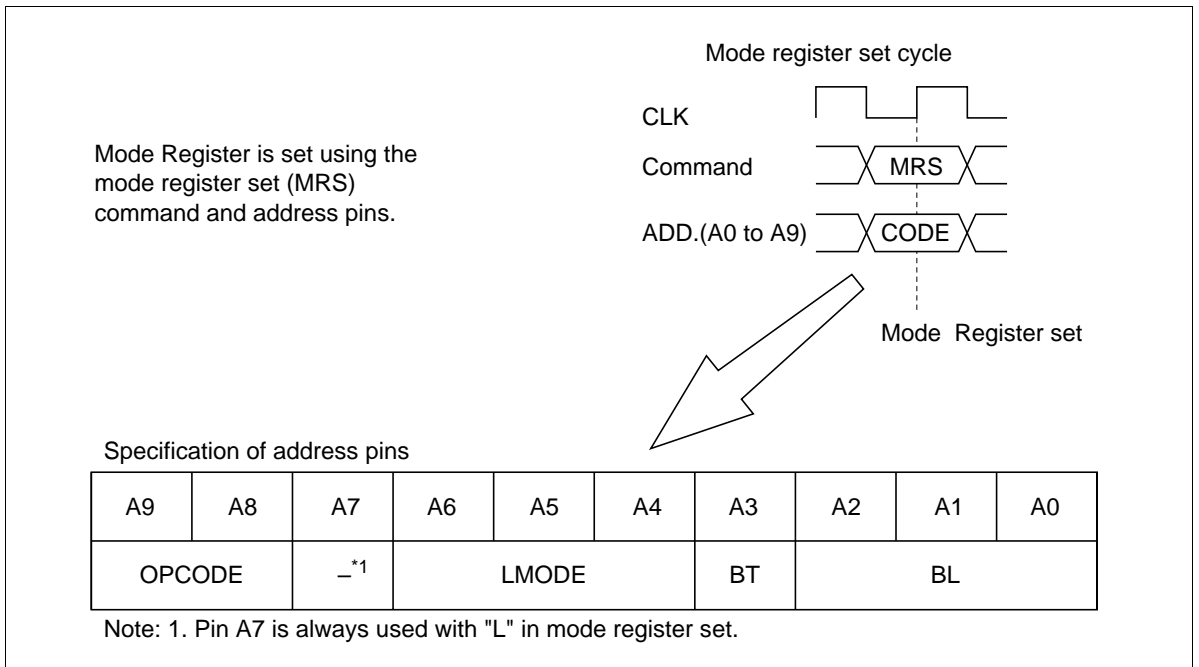 Mode register set cycle
CLK
Mode Register is set using the
mode register set (MRS)
command and address pins.
Command MRS
ADD.(A0 to A9) CODE
Mode Register set
Specification of address pins
A9 A8 A7 A6 A5 A4 A3 A2 A1 A0
OPCODE –*1 LMODE BT BL
Note: 1. Pin A7 is always used with "L" in mode register set.